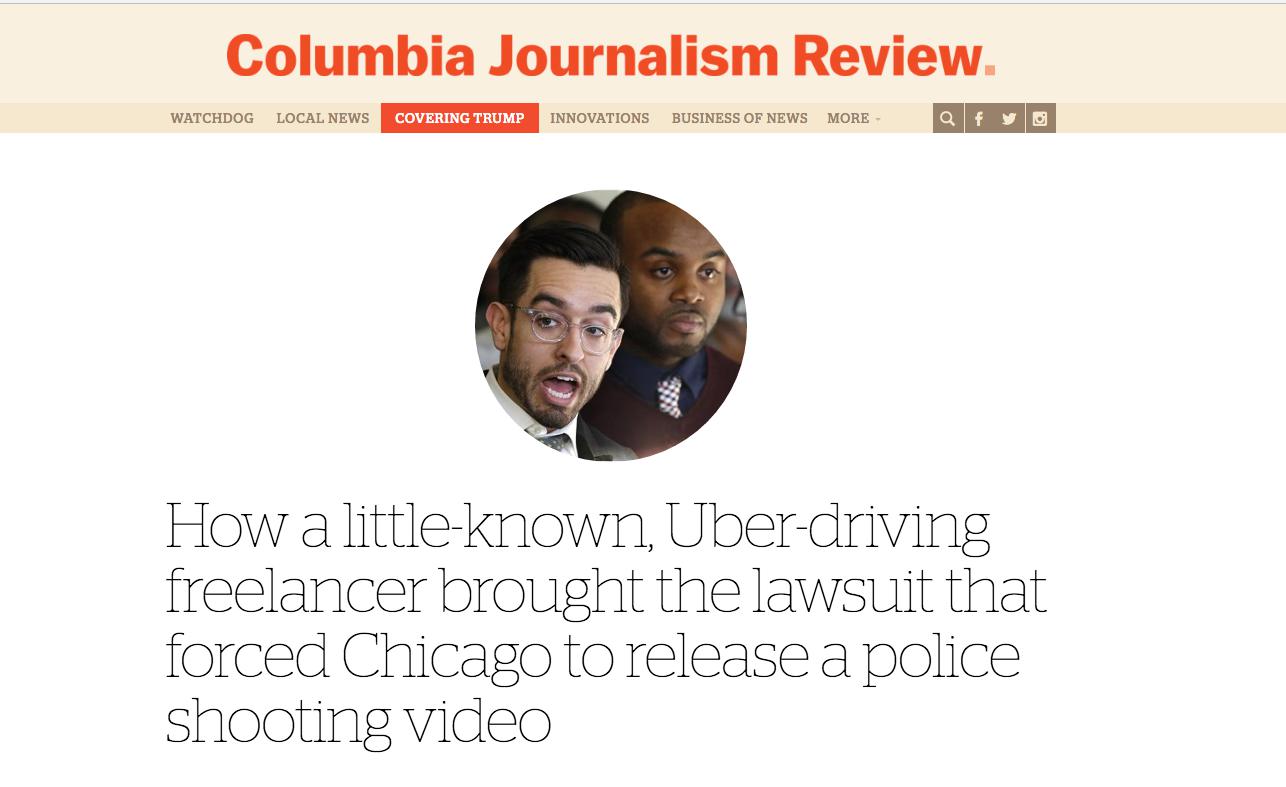 Columbia Journalism Review.
WATCHDOG LOCAL NEWS COVERING TRUMP INNOVATIONS BUSINESS OF NEWS MORE
How a little-known, Uber-driving
freelancer brought the lawsuit that
forced Chicago to release a police
shooting video